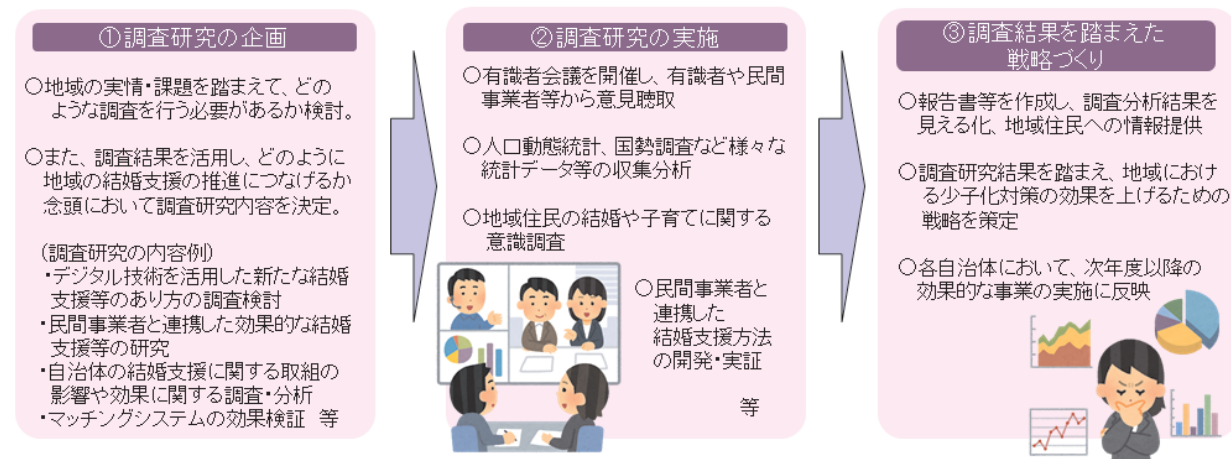 ①調査研究の企画
○地域の実情・課題を踏まえて、どの
ような調査を行う必要があるか検討。
○また、調査結果を活用し、どのように
地域の結婚支援の推進につなげるか
念頭において調査研究内容を決定。
(調査研究の内容例)
・デジタル技術を活用した新たな結婚
支援等のあり方の調査検討
・民間事業者と連携した効果的な結婚
支援等の研究
・自治体の結婚支援に関する取組の
影響や効果に関する調査・分析
・マッチングシステムの効果検証 等
②調査研究の実施
○有識者会議を開催し、有識者や民間
事業者等から意見聴取
○人口動態統計、国勢調査など様々な
統計データ等の収集分析
○地域住民の結婚や子育てに関する
意識調査
○民間事業者と
連携した
結婚支援方法
の開発・実証
等
③調査結果を踏まえた
戦略づくり
○報告書等を作成し、調査分析結果を
見える化、地域住民への情報提供
○調査研究結果を踏まえ、地域におけ
る少子化対策の効果を上げるための
戦略を策定
○各自治体において、次年度以降の
効果的な事業の実施に反映